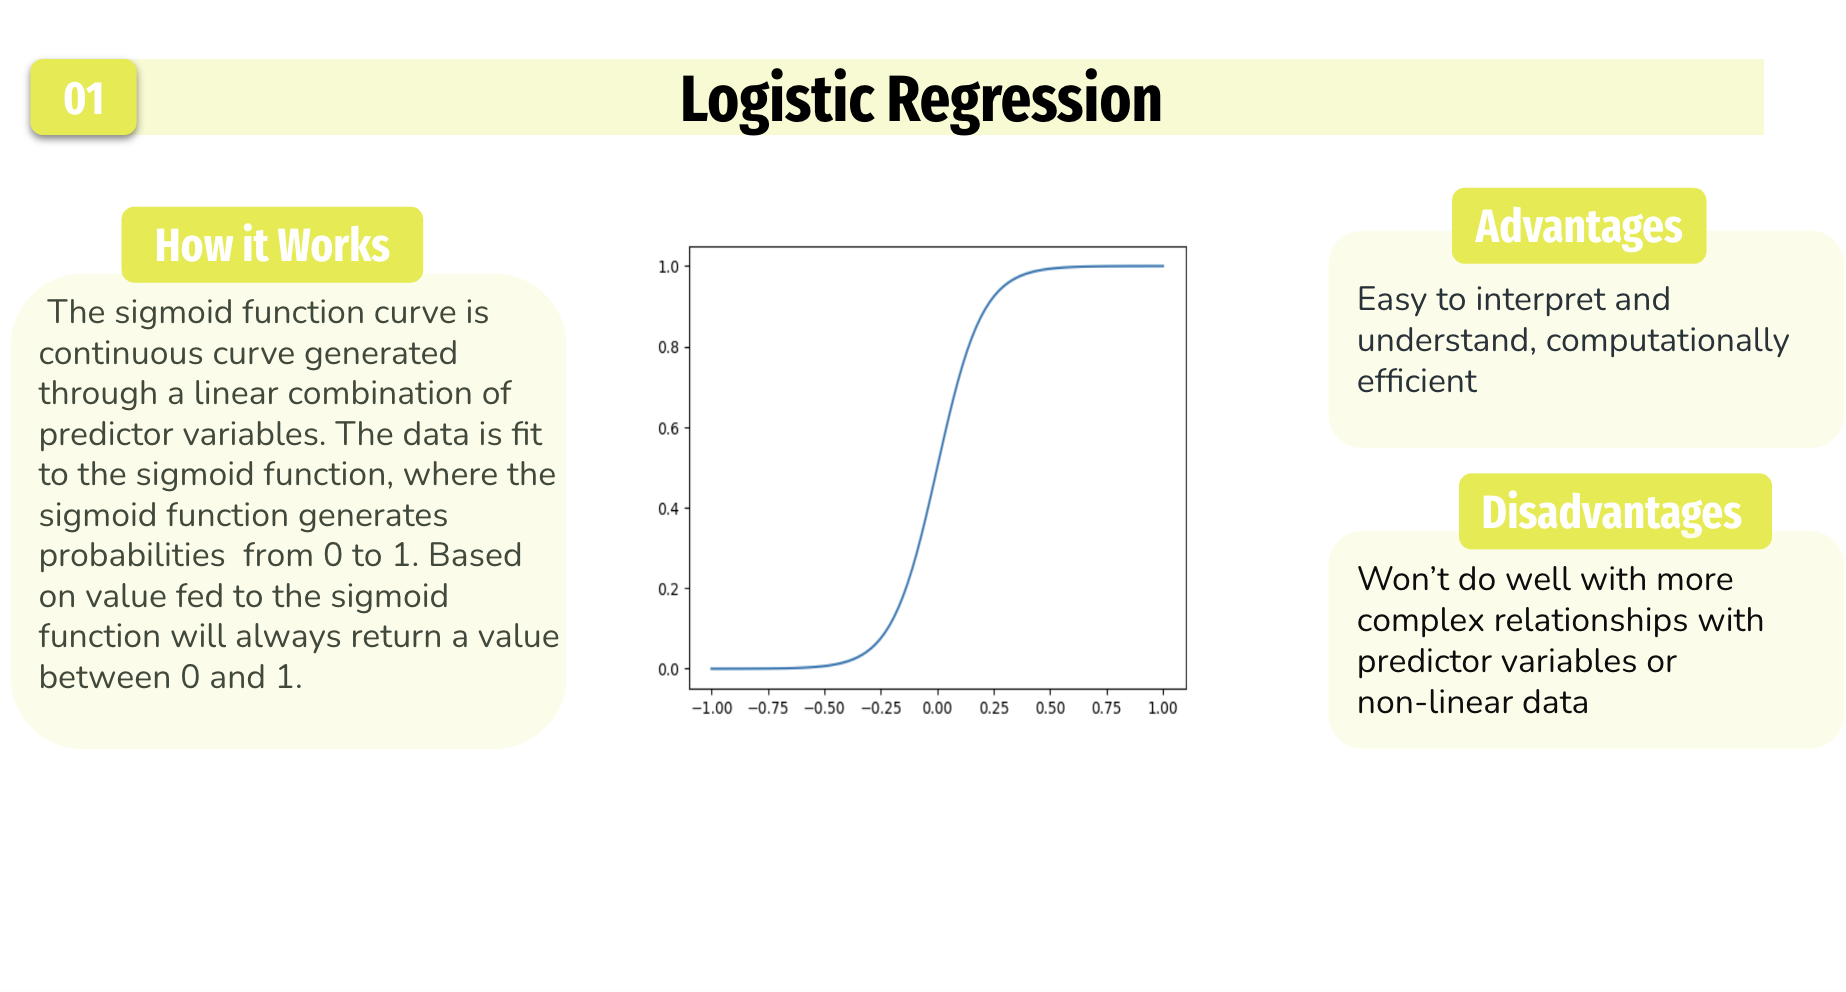 01
Logistic Regression
How it Works
The sigmoid function curve is
continuous curve generated
through a linear combination of
predictor variables. The data is fit
to the sigmoid function, where the
sigmoid function generates
probabilities  from 0 to 1. Based
on value fed to the sigmoid
function will always return a value
between 0 and 1.
1.0
0.8
0.6
0.4
0.2
0.0
−1.00 −0.75 −0.50 −0.25 0.00 0.25 0.50 0.75 1.00
Advantages
Easy to interpret and
understand, computationally
efficient
Disadvantages
Won’t do well with more
complex relationships with
predictor variables or
non-linear data